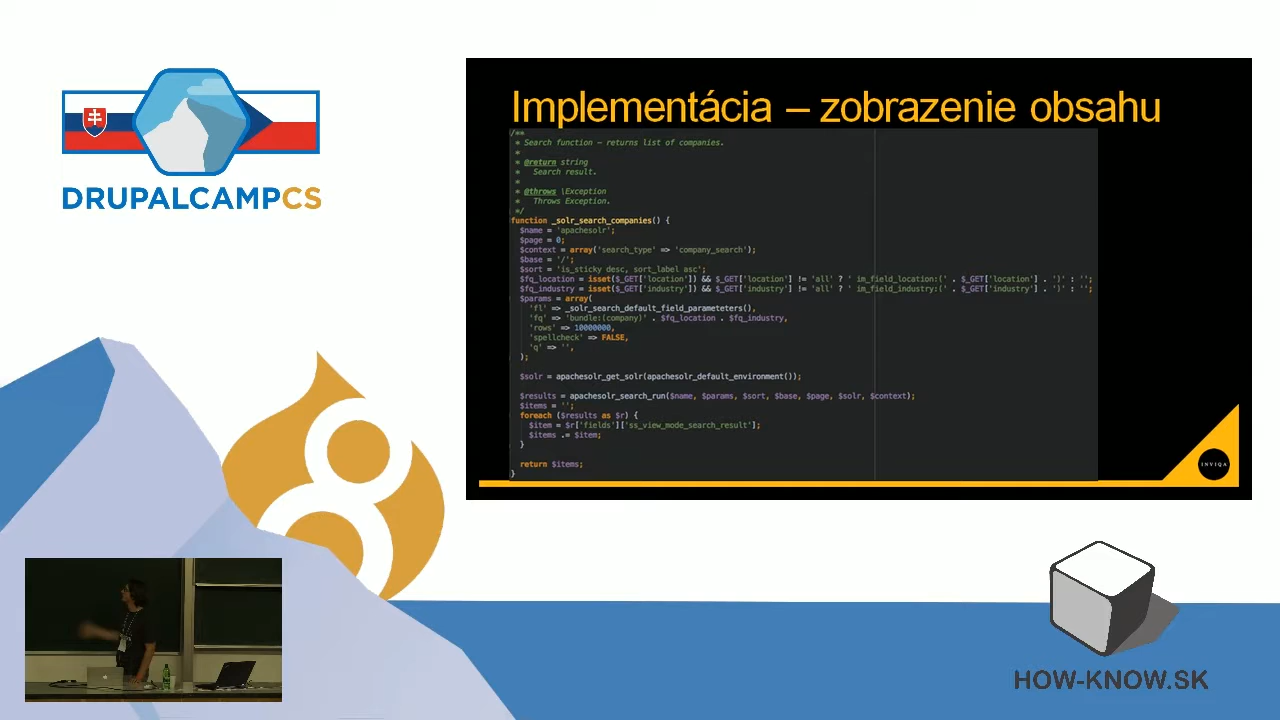 DRUPALCAMPCS
Implementácia – zobrazenie obsahu
/**
 * Search function – returns list of companies.
 *
 * @return string
 *   Search result.
 *
 * @throws \Exception
 *   Throws Exception.
 */
function _solr_search_companies() {
  $name = 'apachesolr';
  $page = 0;
  $context = array('search_type' => 'company_search');
  $base = '/';
  $sort = 'is_sticky desc, sort_label asc';
  $fq_location = isset($_GET['location']) && $_GET['location'] != 'all' ? ' im_field_location:(' . $_GET['location'] . ')' : '';
  $fq_industry = isset($_GET['industry']) && $_GET['industry'] != 'all' ? ' im_field_industry:(' . $_GET['industry'] . ')' : '';
  $params = array(
    'fl' => _solr_search_default_field_parameteters(),
    'fq' => 'bundle:(company)' . $fq_location . $fq_industry,
    'rows' => 10000000,
    'spellcheck' => FALSE,
    'q' => '',
  );
  $solr = apachesolr_get_solr(apachesolr_default_environment());
  $results = apachesolr_search_run($name, $params, $sort, $base, $page, $solr, $context);
  $items = '';
  foreach ($results as $r) {
    $item = $r['fields']['ss_view_mode_search_result'];
    $items .= $item;
  }
  return $items;
}
INVIQA
HOW-KNOW.SK